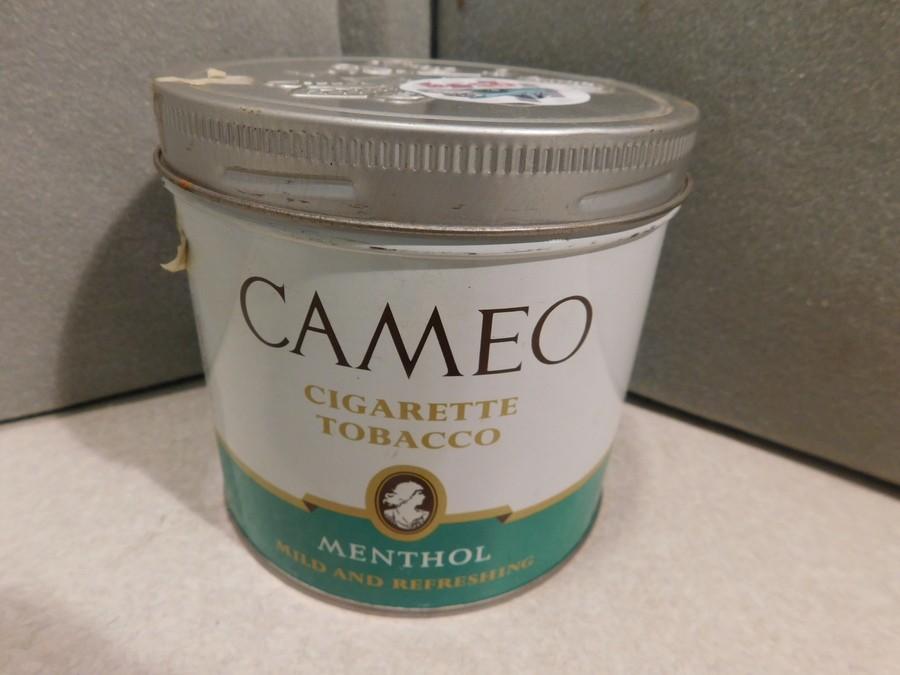 CAMEO
CIGARETTE
TOBACCO
MENTHOL
MILD AND REFRESHING